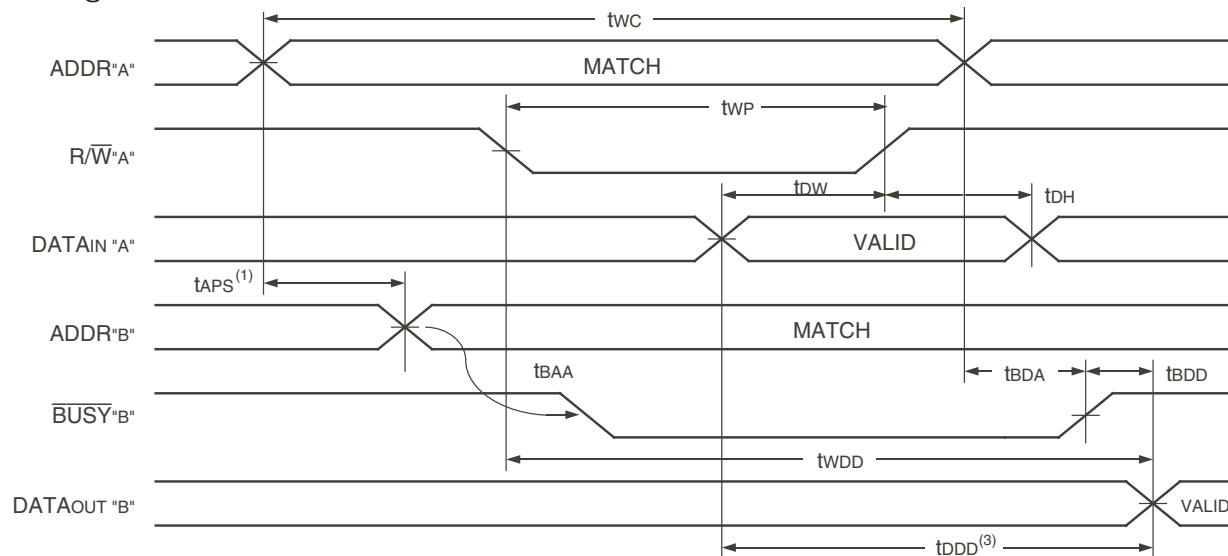 tWC
ADDR"A"
MATCH
tWP
R/W̅"A"
tDW
tDH
DATAIN "A"
VALID
tAPS(1)
ADDR"B"
MATCH
tBAA
tBDA
tBDD
B̅U̅S̅Y̅"B"
tWDD
DATAOUT "B"
VALID
tDDD(3)